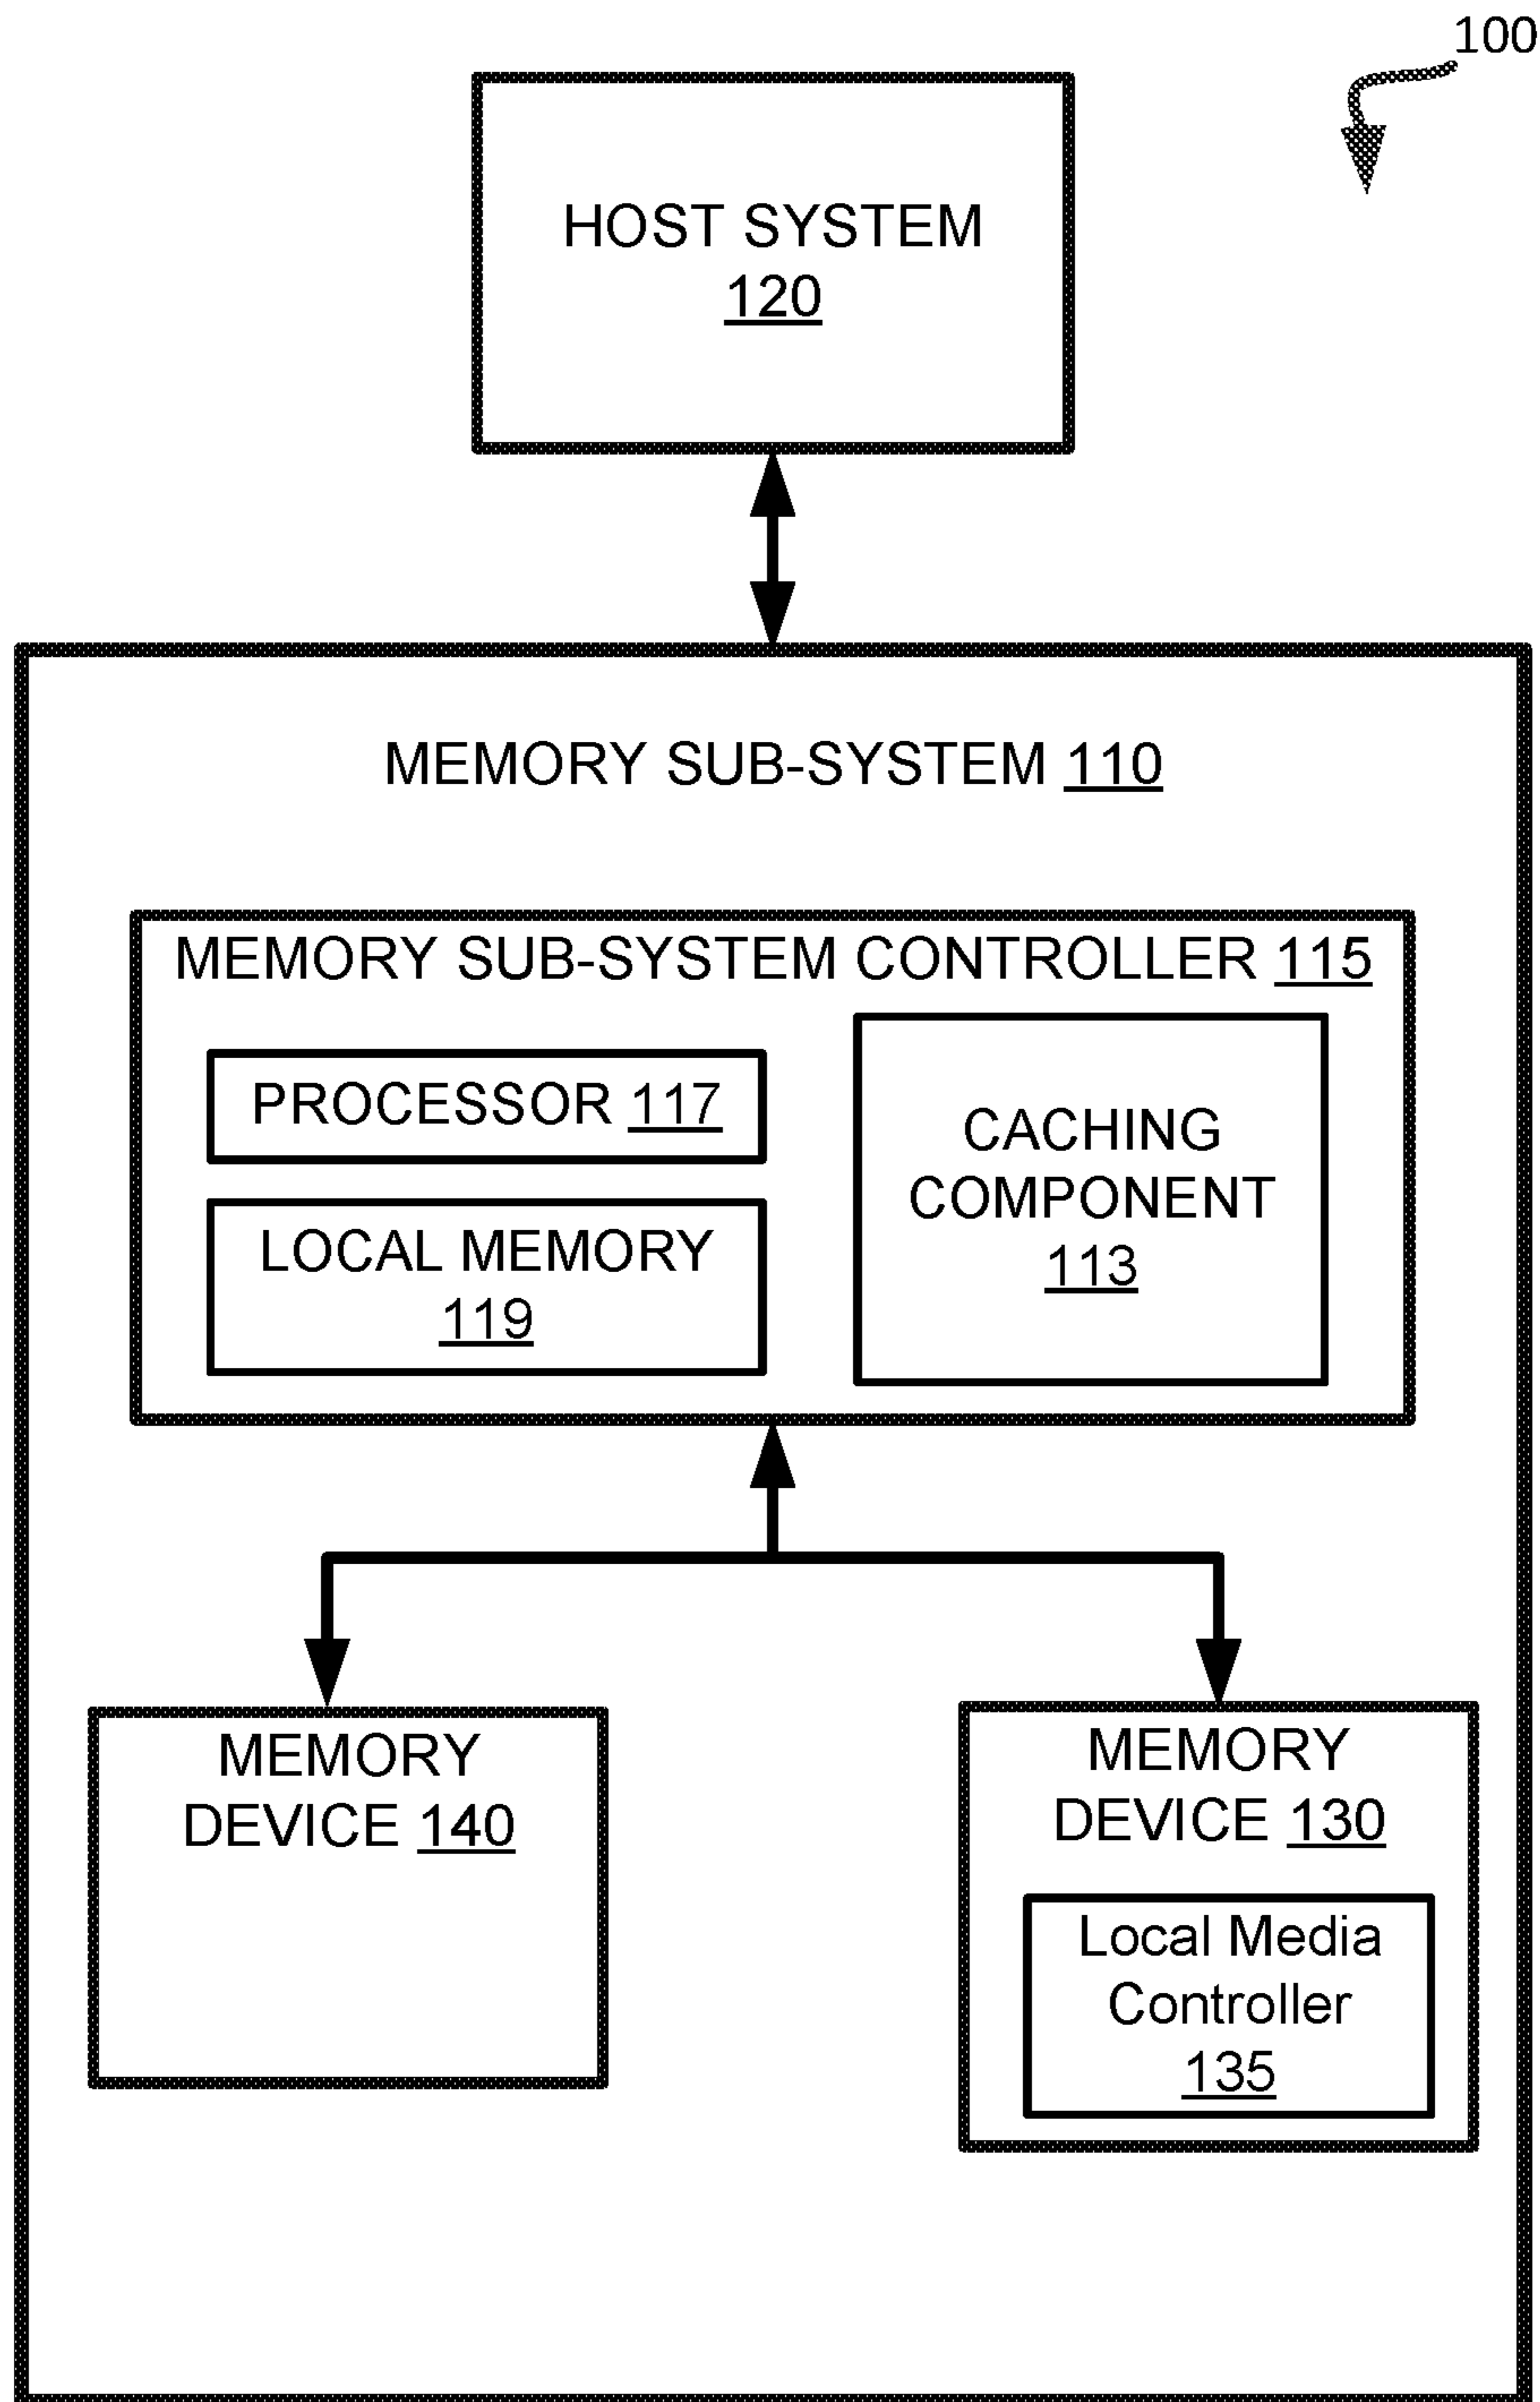 100
HOST SYSTEM
120
MEMORY SUB-SYSTEM 110
MEMORY SUB-SYSTEM CONTROLLER 115
PROCESSOR 117
LOCAL MEMORY
119
CACHING
COMPONENT
113
MEMORY
DEVICE 140
MEMORY
DEVICE 130
Local Media
Controller
135